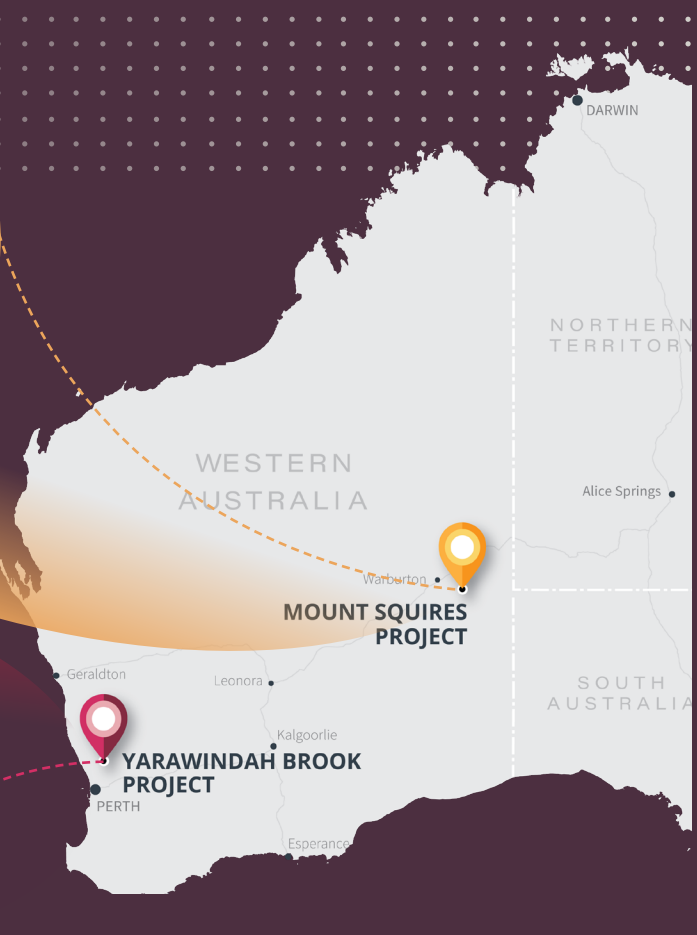 DARWIN
NORTHERN
TERRITORY
WESTERN
AUSTRALIA
Alice Springs
Warburton
MOUNT SQUIRES
PROJECT
Geraldton
Leonora
SOUTH
AUSTRALIA
Kalgoorlie
YARAWINDAH BROOK
PROJECT
PERTH
Esperance